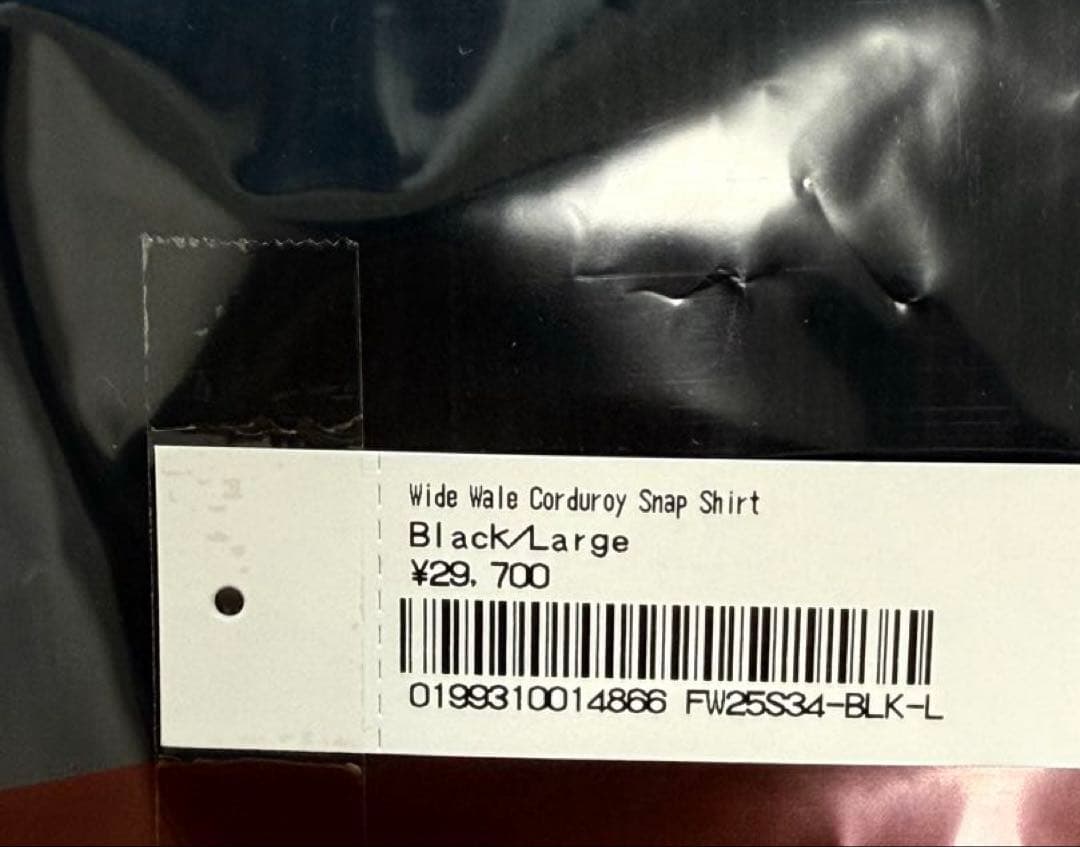 Wide Wale Corduroy Snap Shirt
Black/Large
¥29,700
0199310014866 FW25S34-BLK-L